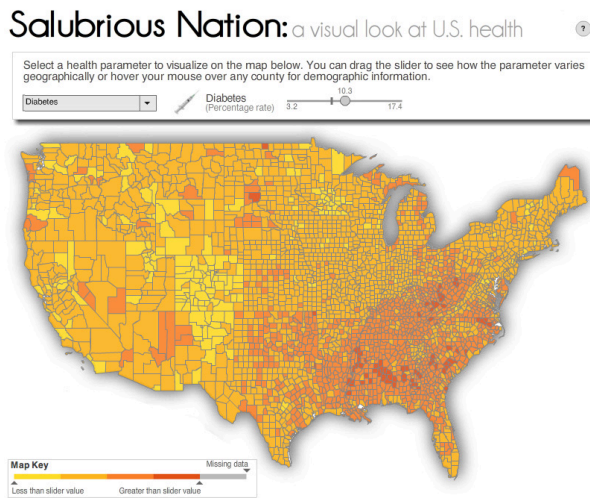 Salubrious Nation: a visual look at U.S. health
?
Select a health parameter to visualize on the map below. You can drag the slider to see how the parameter varies
geographically or hover your mouse over any county for demographic information.
Diabetes
Diabetes
(Percentage rate)
10.3
3.2
17.4
Map Key
Missing data
Less than slider value
Greater than slider value